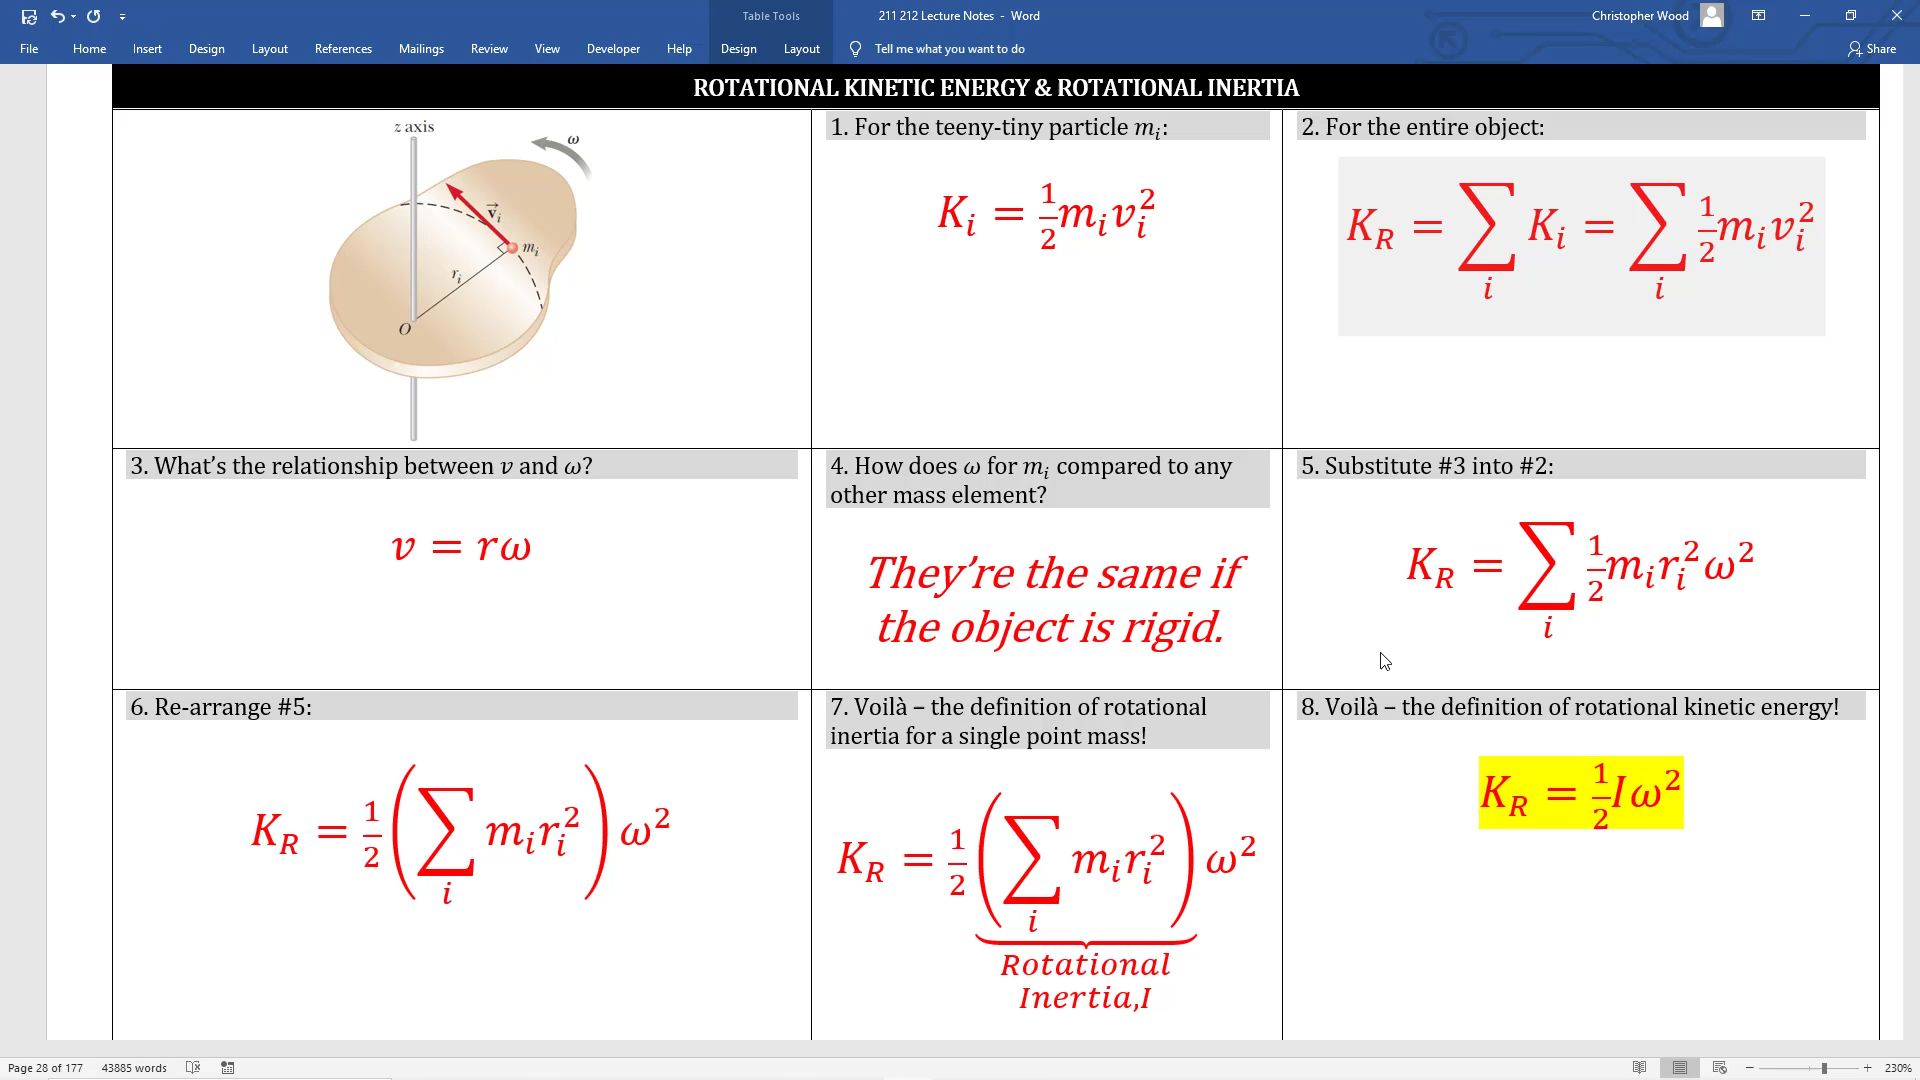 Table Tools
211 212 Lecture Notes - Word
Christopher Wood
File Home Insert Design Layout References Mailings Review View Developer Help Design Layout Tell me what you want to do Share
ROTATIONAL KINETIC ENERGY & ROTATIONAL INERTIA
z axis
ω
v⃗ᵢ
mᵢ
rᵢ
O
1. For the teeny-tiny particle mᵢ:
Kᵢ = ½mᵢvᵢ²
2. For the entire object:
K_R = ∑ᵢ Kᵢ = ∑ᵢ ½mᵢvᵢ²
3. What's the relationship between v and ω?
v = rω
4. How does ω for mᵢ compared to any
other mass element?
They're the same if
the object is rigid.
5. Substitute #3 into #2:
K_R = ∑ᵢ ½mᵢrᵢ²ω²
6. Re-arrange #5:
K_R = ½(∑ᵢ mᵢrᵢ²)ω²
7. Voilà – the definition of rotational
inertia for a single point mass!
K_R = ½(∑ᵢ mᵢrᵢ²)ω²
Rotational
Inertia,I
8. Voilà – the definition of rotational kinetic energy!
K_R = ½Iω²
Page 28 of 177 43885 words 230%